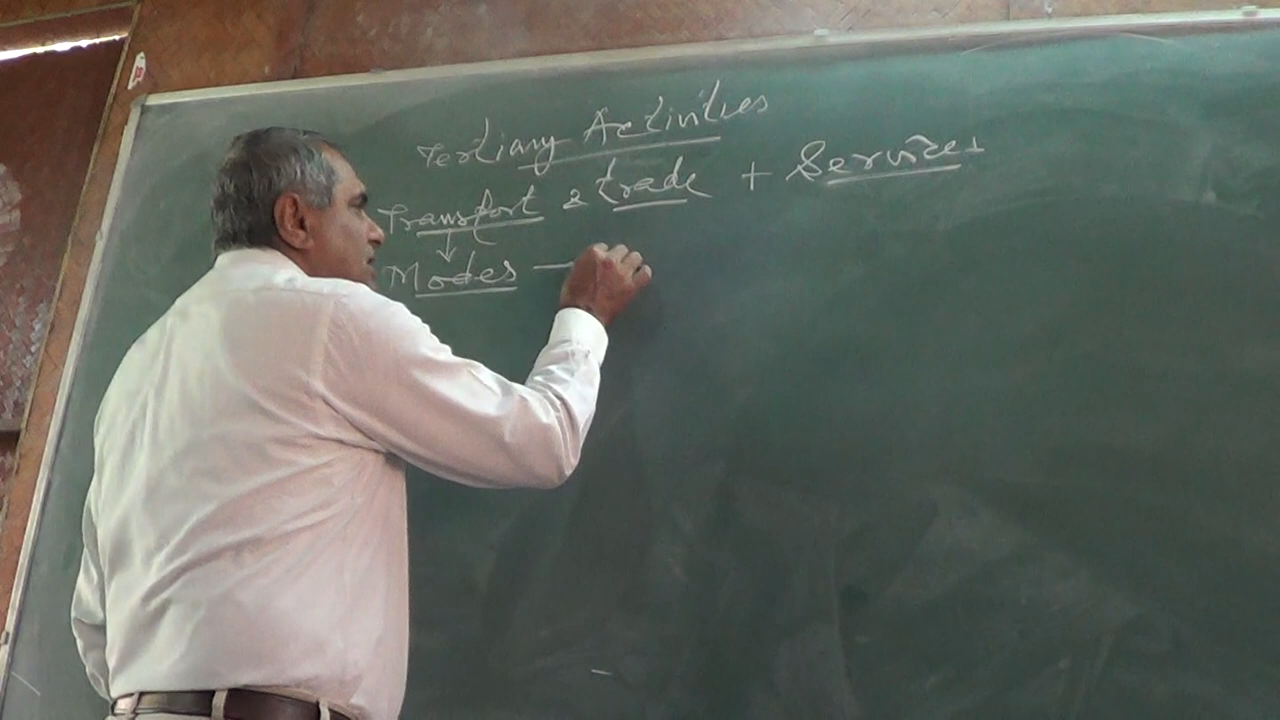 Tertiary Activities
Transport & trade + Services
↓
Modes —